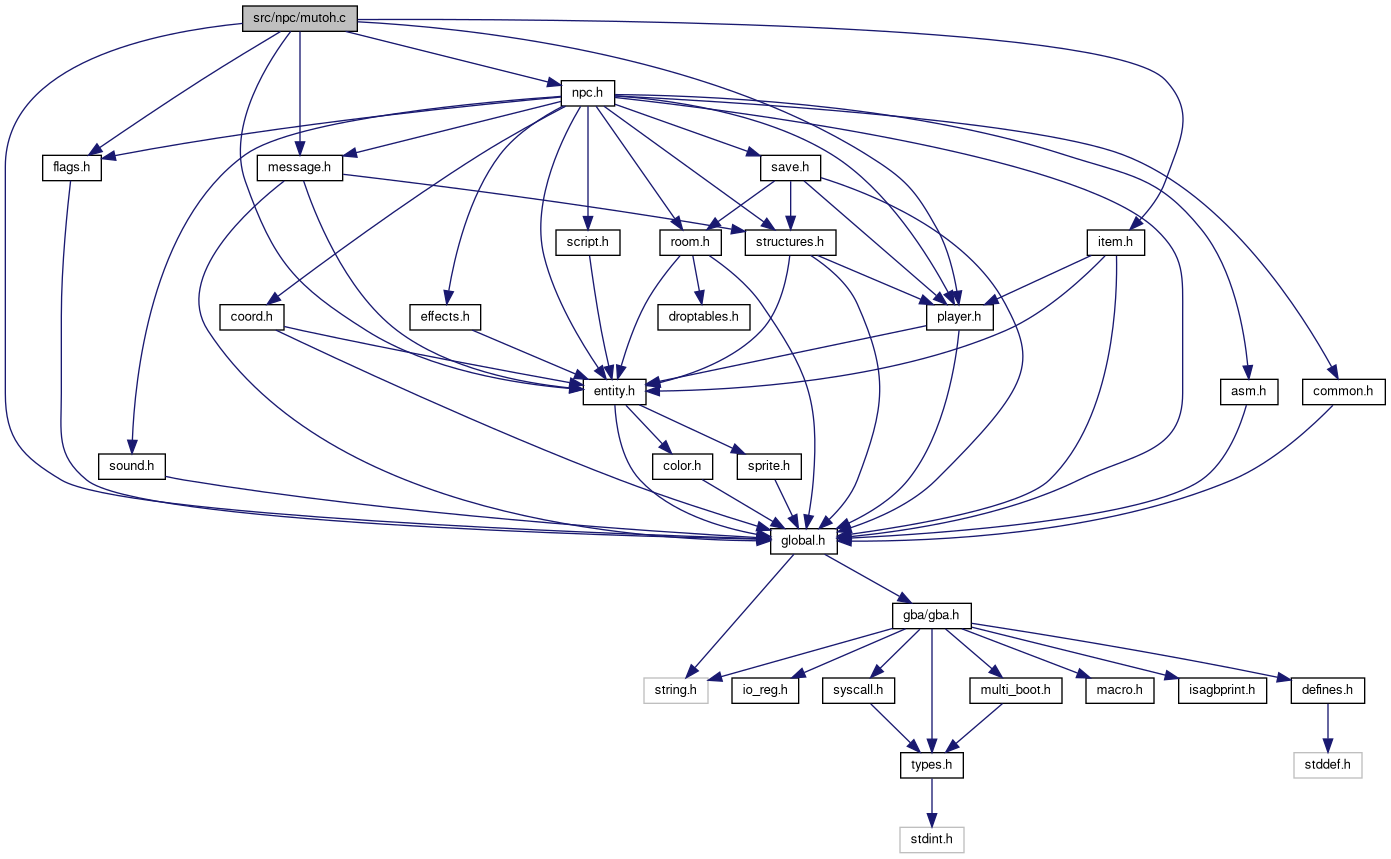 src/npc/mutoh.c
npc.h
flags.h
message.h
save.h
script.h
room.h
structures.h
item.h
coord.h
effects.h
droptables.h
player.h
entity.h
asm.h
common.h
sound.h
color.h
sprite.h
global.h
gba/gba.h
string.h
io_reg.h
syscall.h
multi_boot.h
macro.h
isagbprint.h
defines.h
types.h
stddef.h
stdint.h